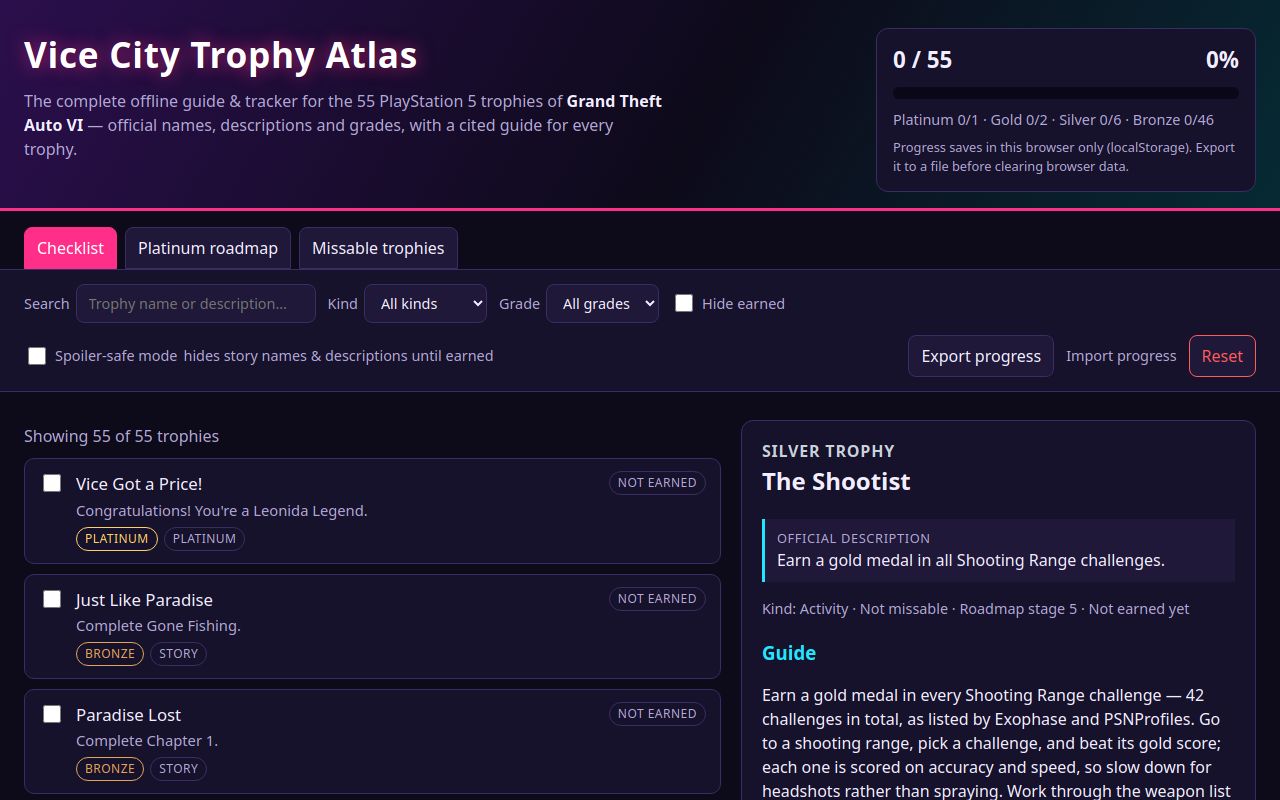 Vice City Trophy Atlas
The complete offline guide & tracker for the 55 PlayStation 5 trophies of Grand Theft
Auto VI — official names, descriptions and grades, with a cited guide for every
trophy.
0 / 55
0%
Platinum 0/1 · Gold 0/2 · Silver 0/6 · Bronze 0/46
Progress saves in this browser only (localStorage). Export
it to a file before clearing browser data.
Checklist
Platinum roadmap
Missable trophies
Search
Trophy name or description...
Kind
All kinds
Grade
All grades
Hide earned
Spoiler-safe mode hides story names & descriptions until earned
Export progress
Import progress
Reset
Showing 55 of 55 trophies
Vice Got a Price!
NOT EARNED
Congratulations! You're a Leonida Legend.
PLATINUM
PLATINUM
Just Like Paradise
NOT EARNED
Complete Gone Fishing.
BRONZE
STORY
Paradise Lost
NOT EARNED
Complete Chapter 1.
BRONZE
STORY
SILVER TROPHY
The Shootist
OFFICIAL DESCRIPTION
Earn a gold medal in all Shooting Range challenges.
Kind: Activity · Not missable · Roadmap stage 5 · Not earned yet
Guide
Earn a gold medal in every Shooting Range challenge — 42
challenges in total, as listed by Exophase and PSNProfiles. Go
to a shooting range, pick a challenge, and beat its gold score;
each one is scored on accuracy and speed, so slow down for
headshots rather than spraying. Work through the weapon list